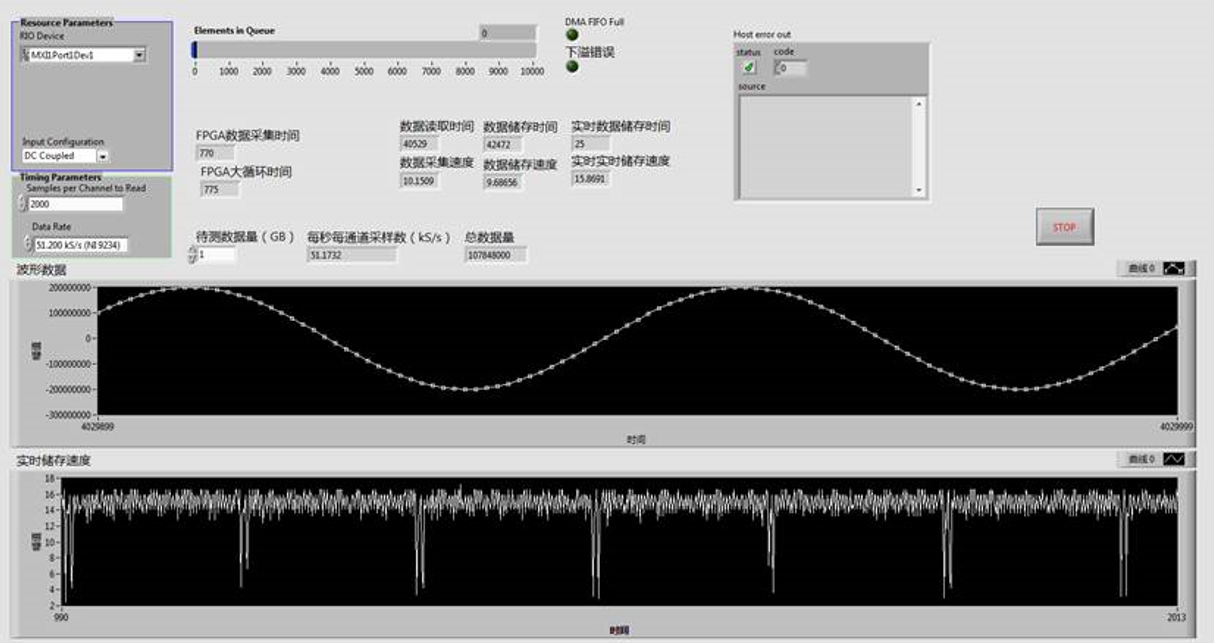 Resource Parameters
RIO Device
MXI1Port1Dev1
Input Configuration
DC Coupled
Timing Parameters
Samples per Channel to Read
2000
Data Rate
51.200 kS/s (NI 9234)
Elements in Queue
0
0 1000 2000 3000 4000 5000 6000 7000 8000 9000 10000
DMA FIFO Full
下溢错误
Host error out
status code
0
source
FPGA数据采集时间
770
FPGA大循环时间
775
数据读取时间 数据储存时间 实时数据储存时间
40529 42472 25
数据采集速度 数据储存速度 实时实时储存速度
10.1509 9.68656 15.8691
待测数据量（GB） 每秒每通道采样数（kS/s） 总数据量
1 51.1732 107848000
STOP
波形数据
曲线 0
200000000
100000000
0
-100000000
-200000000
-300000000
幅值
4029899 4029999
时间
实时储存速度
曲线 0
18
16
14
12
10
8
6
4
2
幅值
990 2013
时间